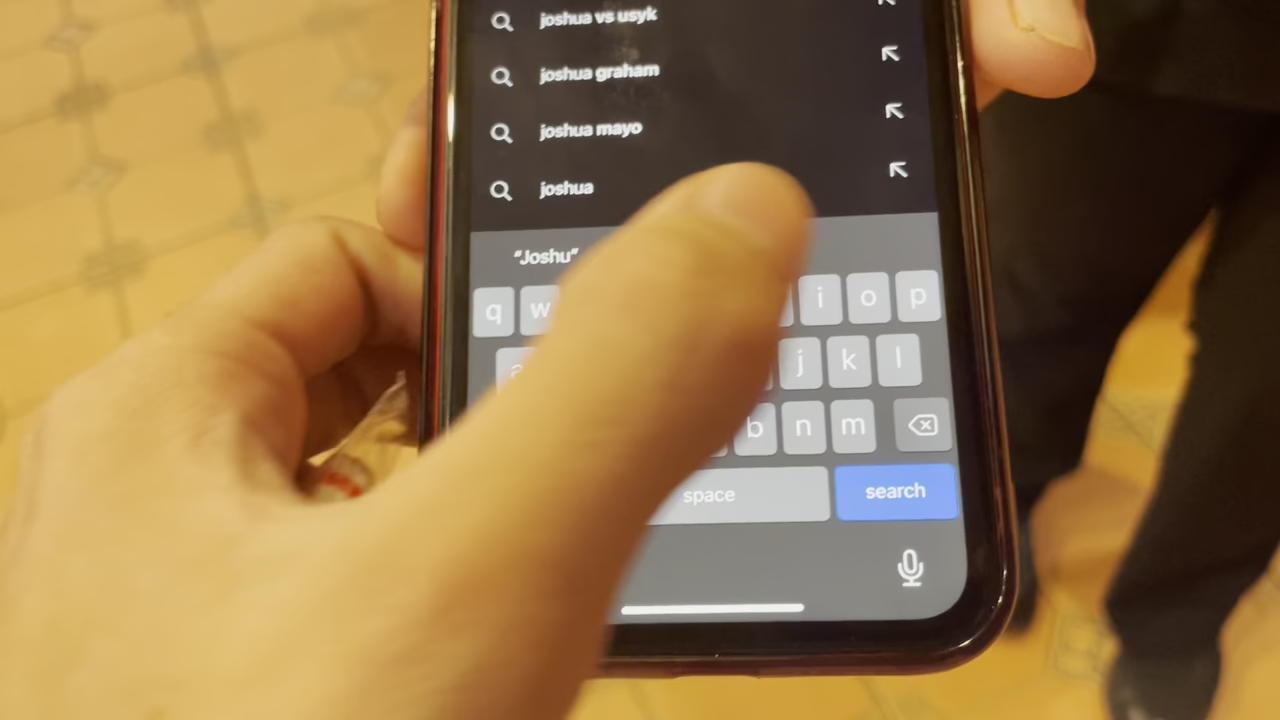 joshua vs usyk
joshua graham
joshua mayo
joshua
“Joshu”
q w i o p
a j k l
b n m
space search